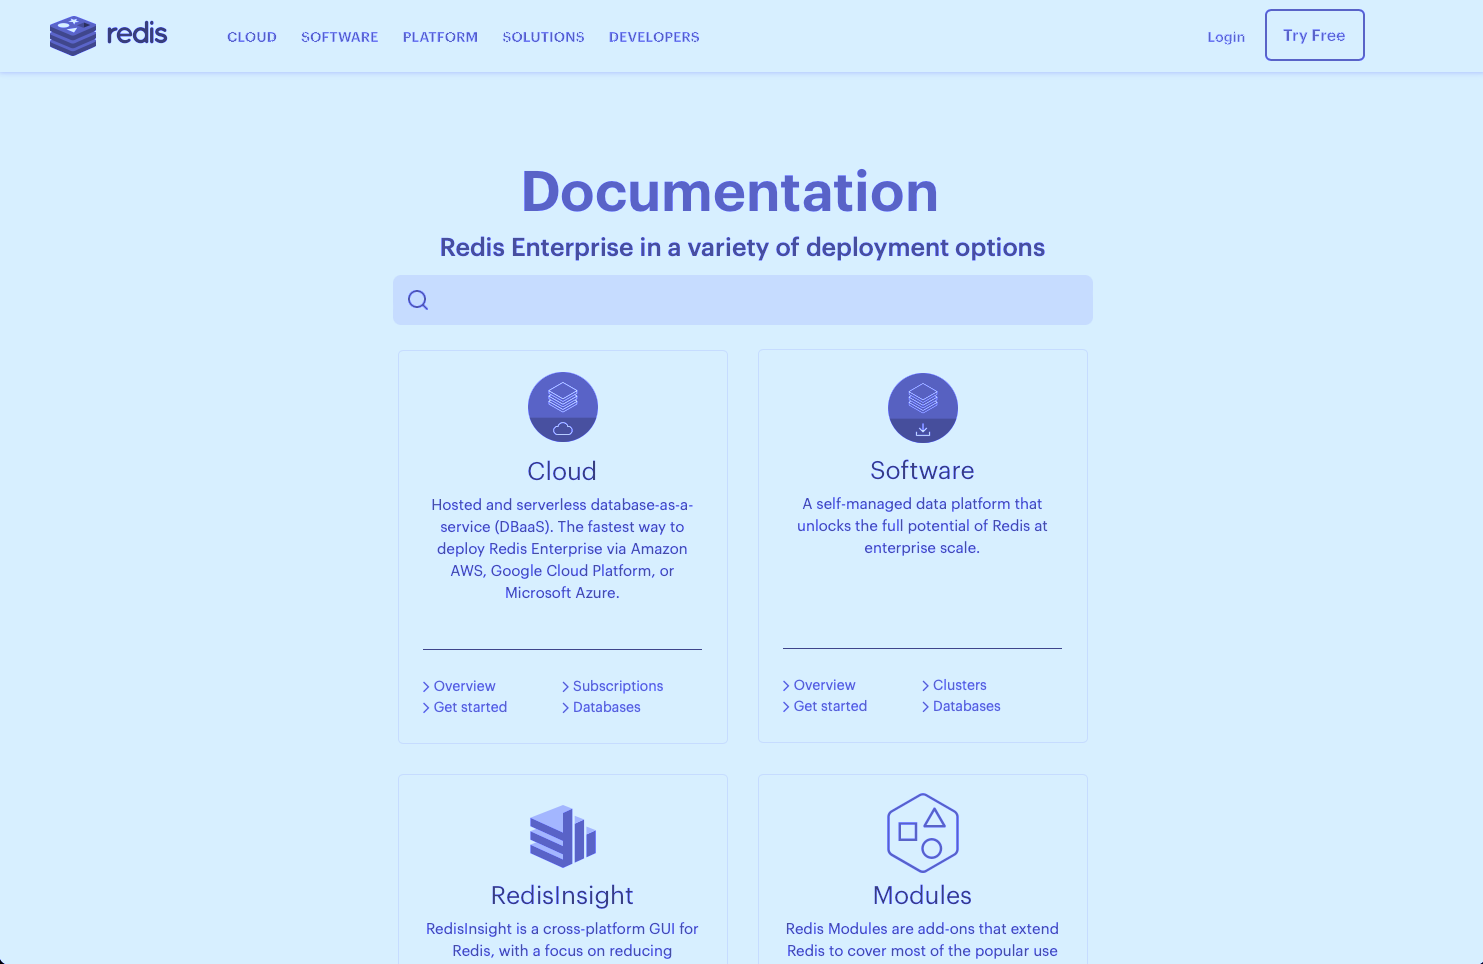 redis
CLOUD SOFTWARE PLATFORM SOLUTIONS DEVELOPERS
Login
Try Free
Documentation
Redis Enterprise in a variety of deployment options
Cloud
Hosted and serverless database-as-a-
service (DBaaS). The fastest way to
deploy Redis Enterprise via Amazon
AWS, Google Cloud Platform, or
Microsoft Azure.
Overview
Subscriptions
Get started
Databases
Software
A self-managed data platform that
unlocks the full potential of Redis at
enterprise scale.
Overview
Clusters
Get started
Databases
RedisInsight
RedisInsight is a cross-platform GUI for
Redis, with a focus on reducing
Modules
Redis Modules are add-ons that extend
Redis to cover most of the popular use